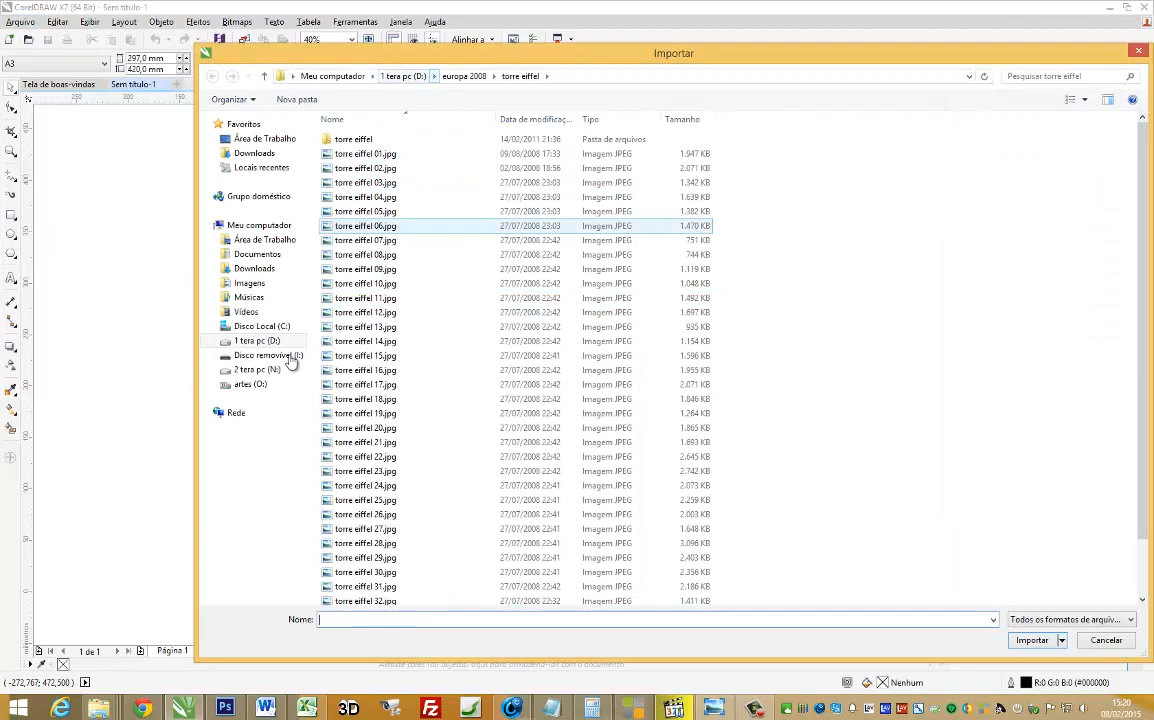 CorelDRAW X7 (64 Bit) - Sem título-1
Arquivo Editar Exibir Layout Objeto Efeitos Bitmaps Texto Tabela Ferramentas Janela Ajuda
40% Alinhar a
A3 297,0 mm
420,0 mm
Importar
Meu computador 1 tera pc (D:) europa 2008 torre eiffel
Pesquisar torre eiffel
Tela de boas-vindas Sem título-1
Organizar Nova pasta
Favoritos
Área de Trabalho
Downloads
Locais recentes
Grupo doméstico
Meu computador
Área de Trabalho
Documentos
Downloads
Imagens
Músicas
Vídeos
Disco Local (C:)
1 tera pc (D:)
Disco removível (I:)
2 tera pc (N:)
artes (O:)
Rede
Nome Data de modificaç... Tipo Tamanho
torre eiffel 14/02/2011 21:36 Pasta de arquivos
torre eiffel 01.jpg 09/08/2008 17:33 Imagem JPEG 1.947 KB
torre eiffel 02.jpg 02/08/2008 18:56 Imagem JPEG 2.071 KB
torre eiffel 03.jpg 27/07/2008 23:03 Imagem JPEG 1.342 KB
torre eiffel 04.jpg 27/07/2008 23:03 Imagem JPEG 1.639 KB
torre eiffel 05.jpg 27/07/2008 23:03 Imagem JPEG 1.382 KB
torre eiffel 06.jpg 27/07/2008 23:03 Imagem JPEG 1.470 KB
torre eiffel 07.jpg 27/07/2008 22:42 Imagem JPEG 751 KB
torre eiffel 08.jpg 27/07/2008 22:42 Imagem JPEG 744 KB
torre eiffel 09.jpg 27/07/2008 22:42 Imagem JPEG 1.119 KB
torre eiffel 10.jpg 27/07/2008 22:42 Imagem JPEG 1.048 KB
torre eiffel 11.jpg 27/07/2008 22:42 Imagem JPEG 1.492 KB
torre eiffel 12.jpg 27/07/2008 22:42 Imagem JPEG 1.697 KB
torre eiffel 13.jpg 27/07/2008 22:42 Imagem JPEG 935 KB
torre eiffel 14.jpg 27/07/2008 22:42 Imagem JPEG 1.154 KB
torre eiffel 15.jpg 27/07/2008 22:42 Imagem JPEG 1.596 KB
torre eiffel 16.jpg 27/07/2008 22:42 Imagem JPEG 1.955 KB
torre eiffel 17.jpg 27/07/2008 22:42 Imagem JPEG 2.071 KB
torre eiffel 18.jpg 27/07/2008 22:42 Imagem JPEG 1.846 KB
torre eiffel 19.jpg 27/07/2008 22:42 Imagem JPEG 1.264 KB
torre eiffel 20.jpg 27/07/2008 22:42 Imagem JPEG 1.865 KB
torre eiffel 21.jpg 27/07/2008 22:42 Imagem JPEG 1.693 KB
torre eiffel 22.jpg 27/07/2008 22:42 Imagem JPEG 2.645 KB
torre eiffel 23.jpg 27/07/2008 22:42 Imagem JPEG 2.742 KB
torre eiffel 24.jpg 27/07/2008 22:41 Imagem JPEG 2.073 KB
torre eiffel 25.jpg 27/07/2008 22:41 Imagem JPEG 2.259 KB
torre eiffel 26.jpg 27/07/2008 22:41 Imagem JPEG 2.003 KB
torre eiffel 27.jpg 27/07/2008 22:41 Imagem JPEG 1.648 KB
torre eiffel 28.jpg 27/07/2008 22:41 Imagem JPEG 3.096 KB
torre eiffel 29.jpg 27/07/2008 22:41 Imagem JPEG 2.403 KB
torre eiffel 30.jpg 27/07/2008 22:41 Imagem JPEG 2.356 KB
torre eiffel 31.jpg 27/07/2008 22:42 Imagem JPEG 2.186 KB
torre eiffel 32.jpg 27/07/2008 22:32 Imagem JPEG 1.411 KB
Nome: Todos os formatos de arquiv...
Importar Cancelar
1 de 1 Página 1
Arraste cores (ou objetos) aqui para armazená-las com o documento
( -272,767; 472,500 ) Nenhum R:0 G:0 B:0 (#000000)
15:20
08/02/2015